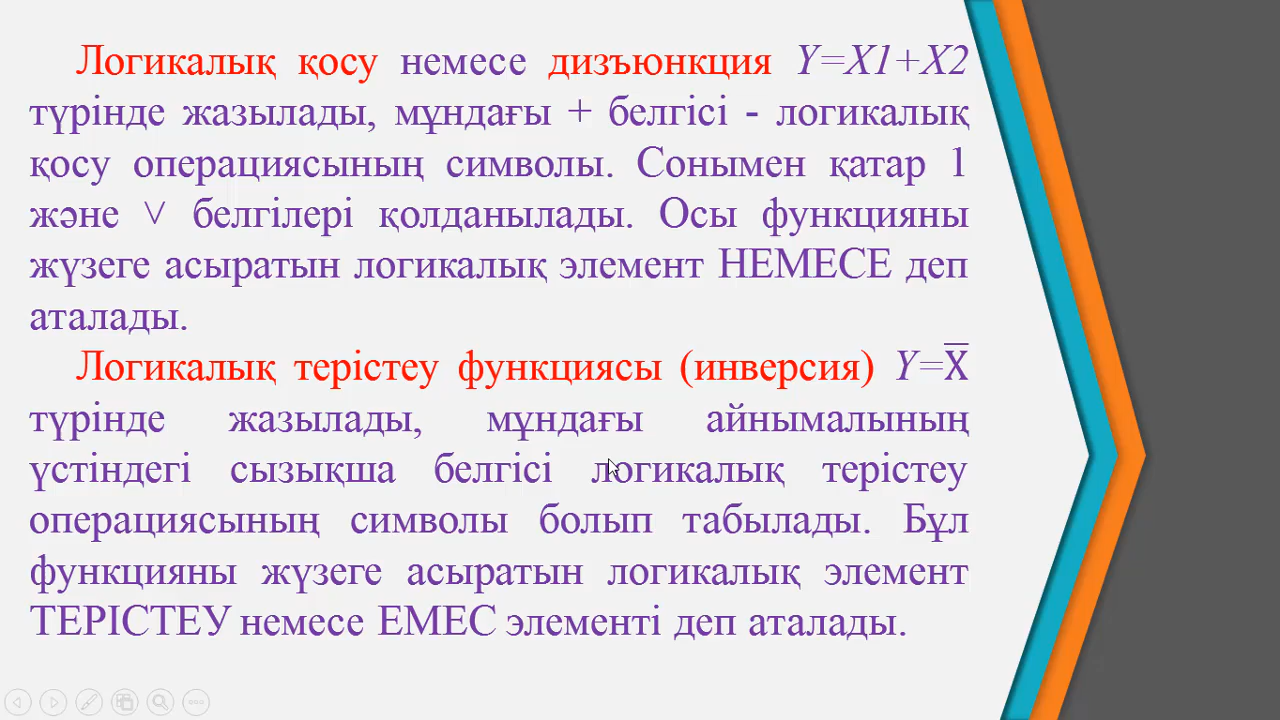 Логикалық қосу немесе дизъюнкция Y=X1+X2
түрінде жазылады, мұндағы + белгісі - логикалық
қосу операциясының символы. Сонымен қатар 1
және ˅ белгілері қолданылады. Осы функцияны
жүзеге асыратын логикалық элемент НЕМЕСЕ деп
аталады.
Логикалық терістеу функциясы (инверсия) Y=X̅
түрінде жазылады, мұндағы айнымалының
үстіндегі сызықша белгісі логикалық терістеу
операциясының символы болып табылады. Бұл
функцияны жүзеге асыратын логикалық элемент
ТЕРІСТЕУ немесе ЕМЕС элементі деп аталады.